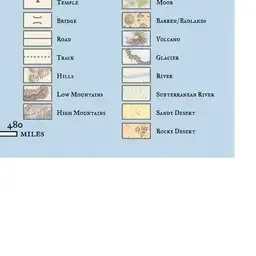 Temple
Bridge
Road
Track
Hills
Low Mountains
High Mountains
Moor
Barren/Badlands
Volcano
Glacier
River
Subterranean River
Sandy Desert
Rocky Desert
480
miles